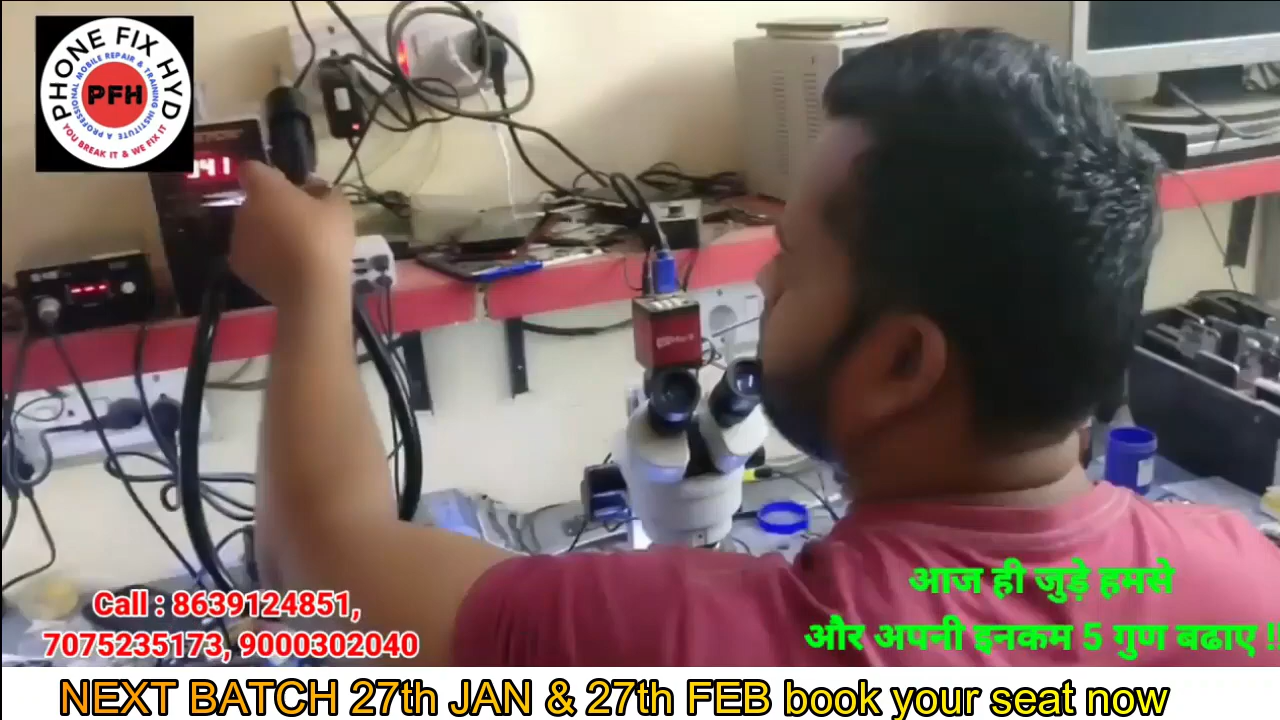 PHONE FIX HYD
A PROFESSIONAL MOBILE REPAIR & TRAINING INSTITUTE
PFH
YOU BREAK IT & WE FIX IT
आज ही जुड़े हमसे
और अपनी इनकम 5 गुण बढाए !!
Call : 8639124851,
7075235173, 9000302040
NEXT BATCH 27th JAN & 27th FEB book your seat now